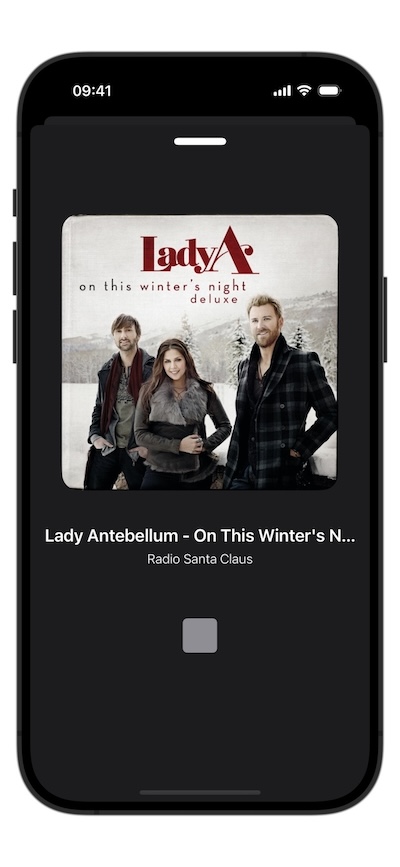 09:41
LadyA
on this winter's night
deluxe
Lady Antebellum - On This Winter's N...
Radio Santa Claus